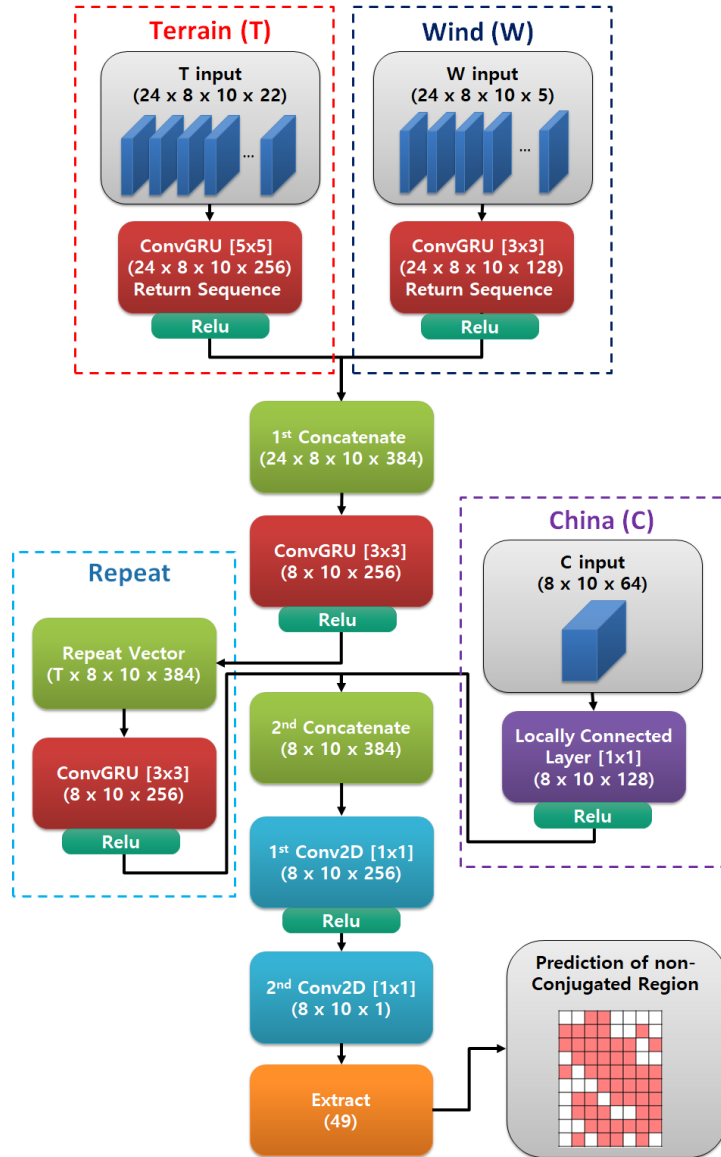 Terrain (T)
T input
(24 x 8 x 10 x 22)
...
ConvGRU [5x5]
(24 x 8 x 10 x 256)
Return Sequence
Relu
Wind (W)
W input
(24 x 8 x 10 x 5)
...
ConvGRU [3x3]
(24 x 8 x 10 x 128)
Return Sequence
Relu
1st Concatenate
(24 x 8 x 10 x 384)
ConvGRU [3x3]
(8 x 10 x 256)
Relu
Repeat
Repeat Vector
(T x 8 x 10 x 384)
ConvGRU [3x3]
(8 x 10 x 256)
Relu
China (C)
C input
(8 x 10 x 64)
Locally Connected
Layer [1x1]
(8 x 10 x 128)
Relu
2nd Concatenate
(8 x 10 x 384)
1st Conv2D [1x1]
(8 x 10 x 256)
Relu
2nd Conv2D [1x1]
(8 x 10 x 1)
Extract
(49)
Prediction of non-
Conjugated Region